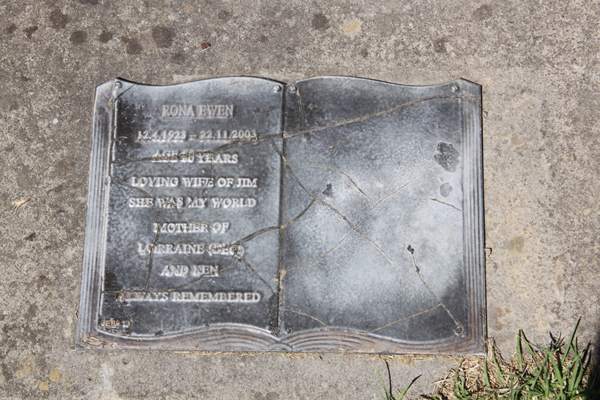 RONA EWEN
12.4.1923 - 22.11.2003
AGE 80 YEARS
LOVING WIFE OF JIM
SHE WAS MY WORLD
MOTHER OF
LORRAINE
AND KEN
ALWAYS REMEMBERED